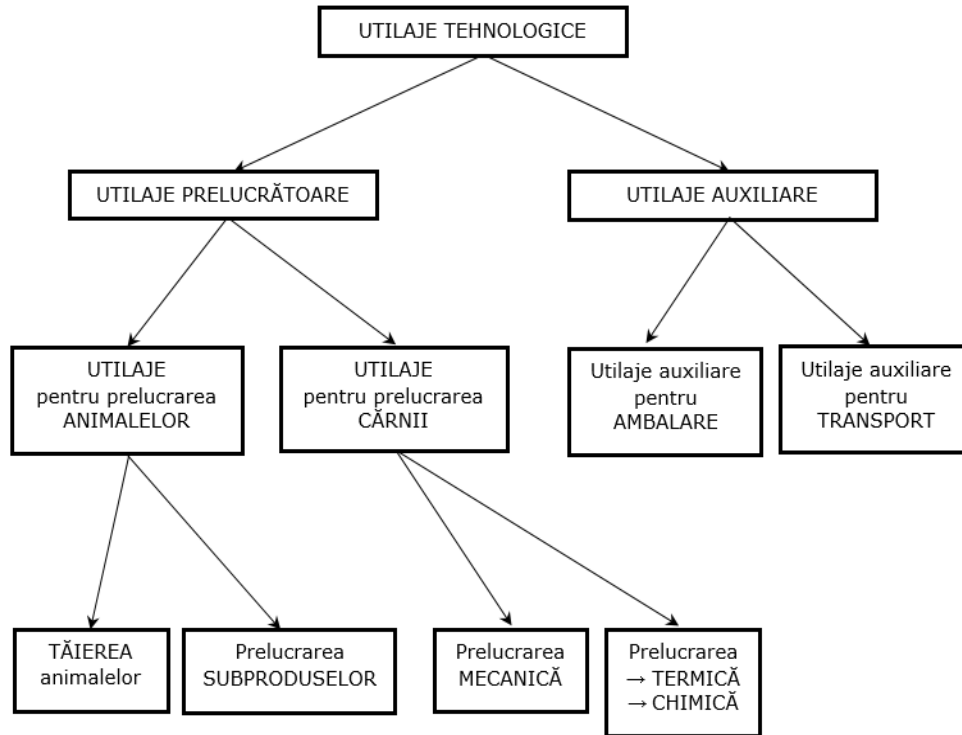 UTILAJE TEHNOLOGICE
UTILAJE PRELUCRĂTOARE
UTILAJE AUXILIARE
UTILAJE
pentru prelucrarea
ANIMALELOR
UTILAJE
pentru prelucrarea
CĂRNII
Utilaje auxiliare
pentru
AMBALARE
Utilaje auxiliare
pentru
TRANSPORT
TĂIEREA
animalelor
Prelucrarea
SUBPRODUSELOR
Prelucrarea
MECANICĂ
Prelucrarea
→ TERMICĂ
→ CHIMICĂ